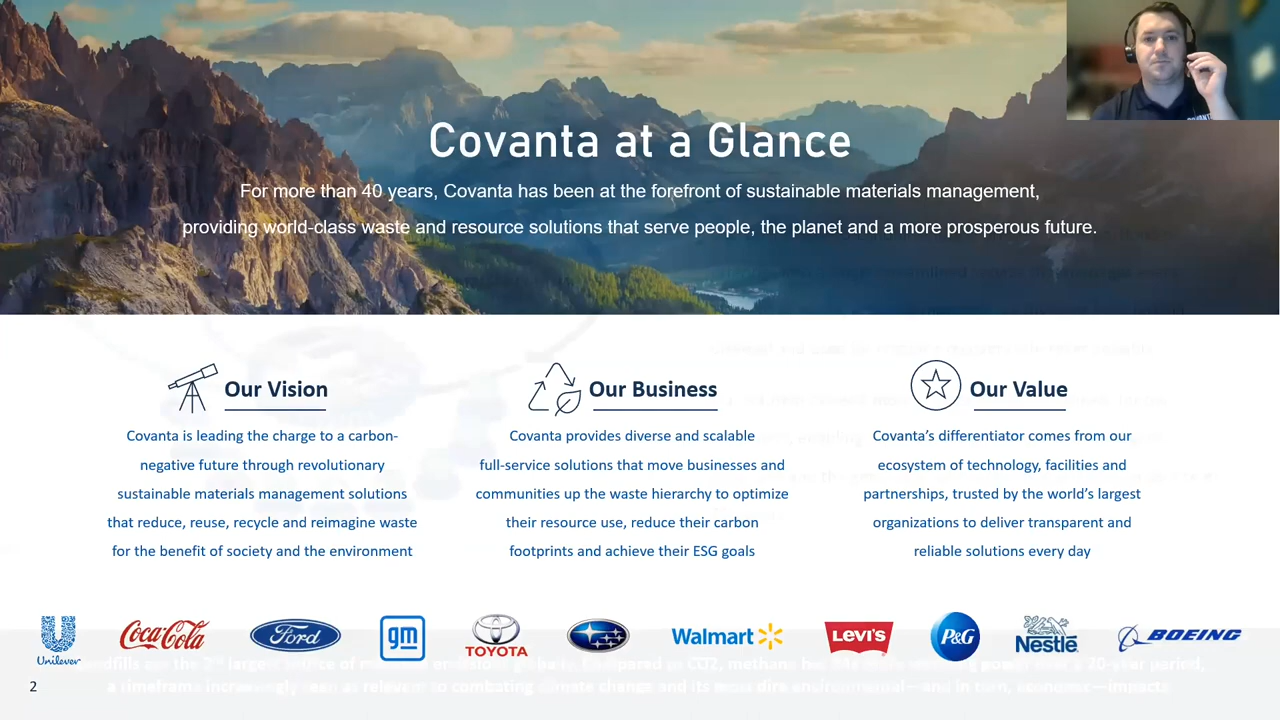 Covanta at a Glance
For more than 40 years, Covanta has been at the forefront of sustainable materials management,
providing world-class waste and resource solutions that serve people, the planet and a more prosperous future.
Our Vision
Covanta is leading the charge to a carbon-
negative future through revolutionary
sustainable materials management solutions
that reduce, reuse, recycle and reimagine waste
for the benefit of society and the environment
Our Business
Covanta provides diverse and scalable
full-service solutions that move businesses and
communities up the waste hierarchy to optimize
their resource use, reduce their carbon
footprints and achieve their ESG goals
Our Value
Covanta’s differentiator comes from our
ecosystem of technology, facilities and
partnerships, trusted by the world’s largest
organizations to deliver transparent and
reliable solutions every day
Unilever
Coca-Cola
Ford
gm
TOYOTA
Walmart
LEVI'S
P&G
Nestlé
BOEING
2